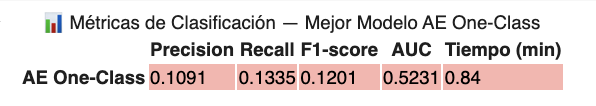 📊 Métricas de Clasificación — Mejor Modelo AE One-Class
Precision Recall F1-score AUC Tiempo (min)
AE One-Class 0.1091 0.1335 0.1201 0.5231 0.84